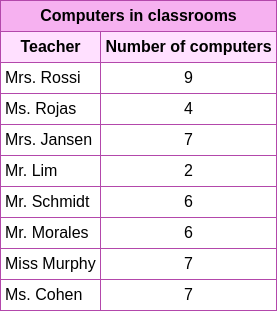 Computers in classrooms
Teacher Number of computers
Mrs. Rossi 9
Ms. Rojas 4
Mrs. Jansen 7
Mr. Lim 2
Mr. Schmidt 6
Mr. Morales 6
Miss Murphy 7
Ms. Cohen 7